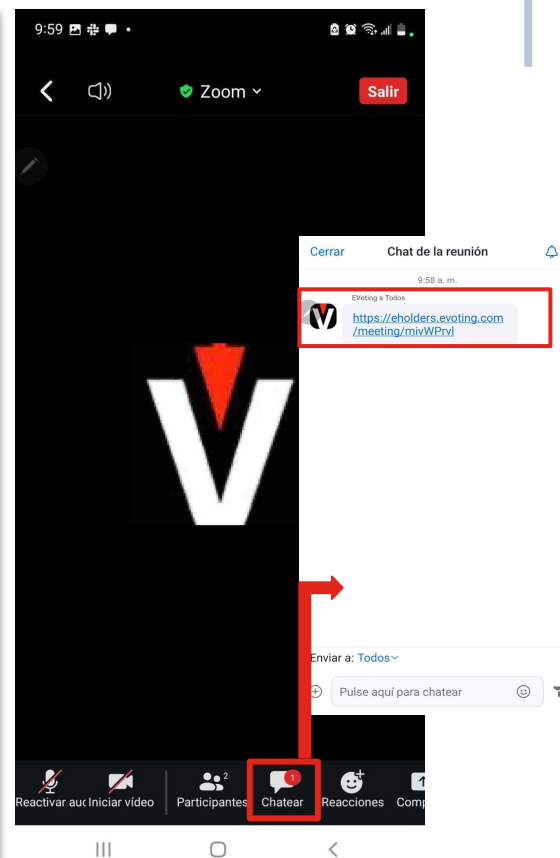 9:59
Zoom
Salir
Cerrar Chat de la reunión
9:58 a. m.
EVoting a Todos
https://eholders.evoting.com
/meeting/mivWPrvl
Enviar a: Todos
Pulse aquí para chatear
2
1
Reactivar auc Iniciar vídeo Participantes Chatear Reacciones Comp